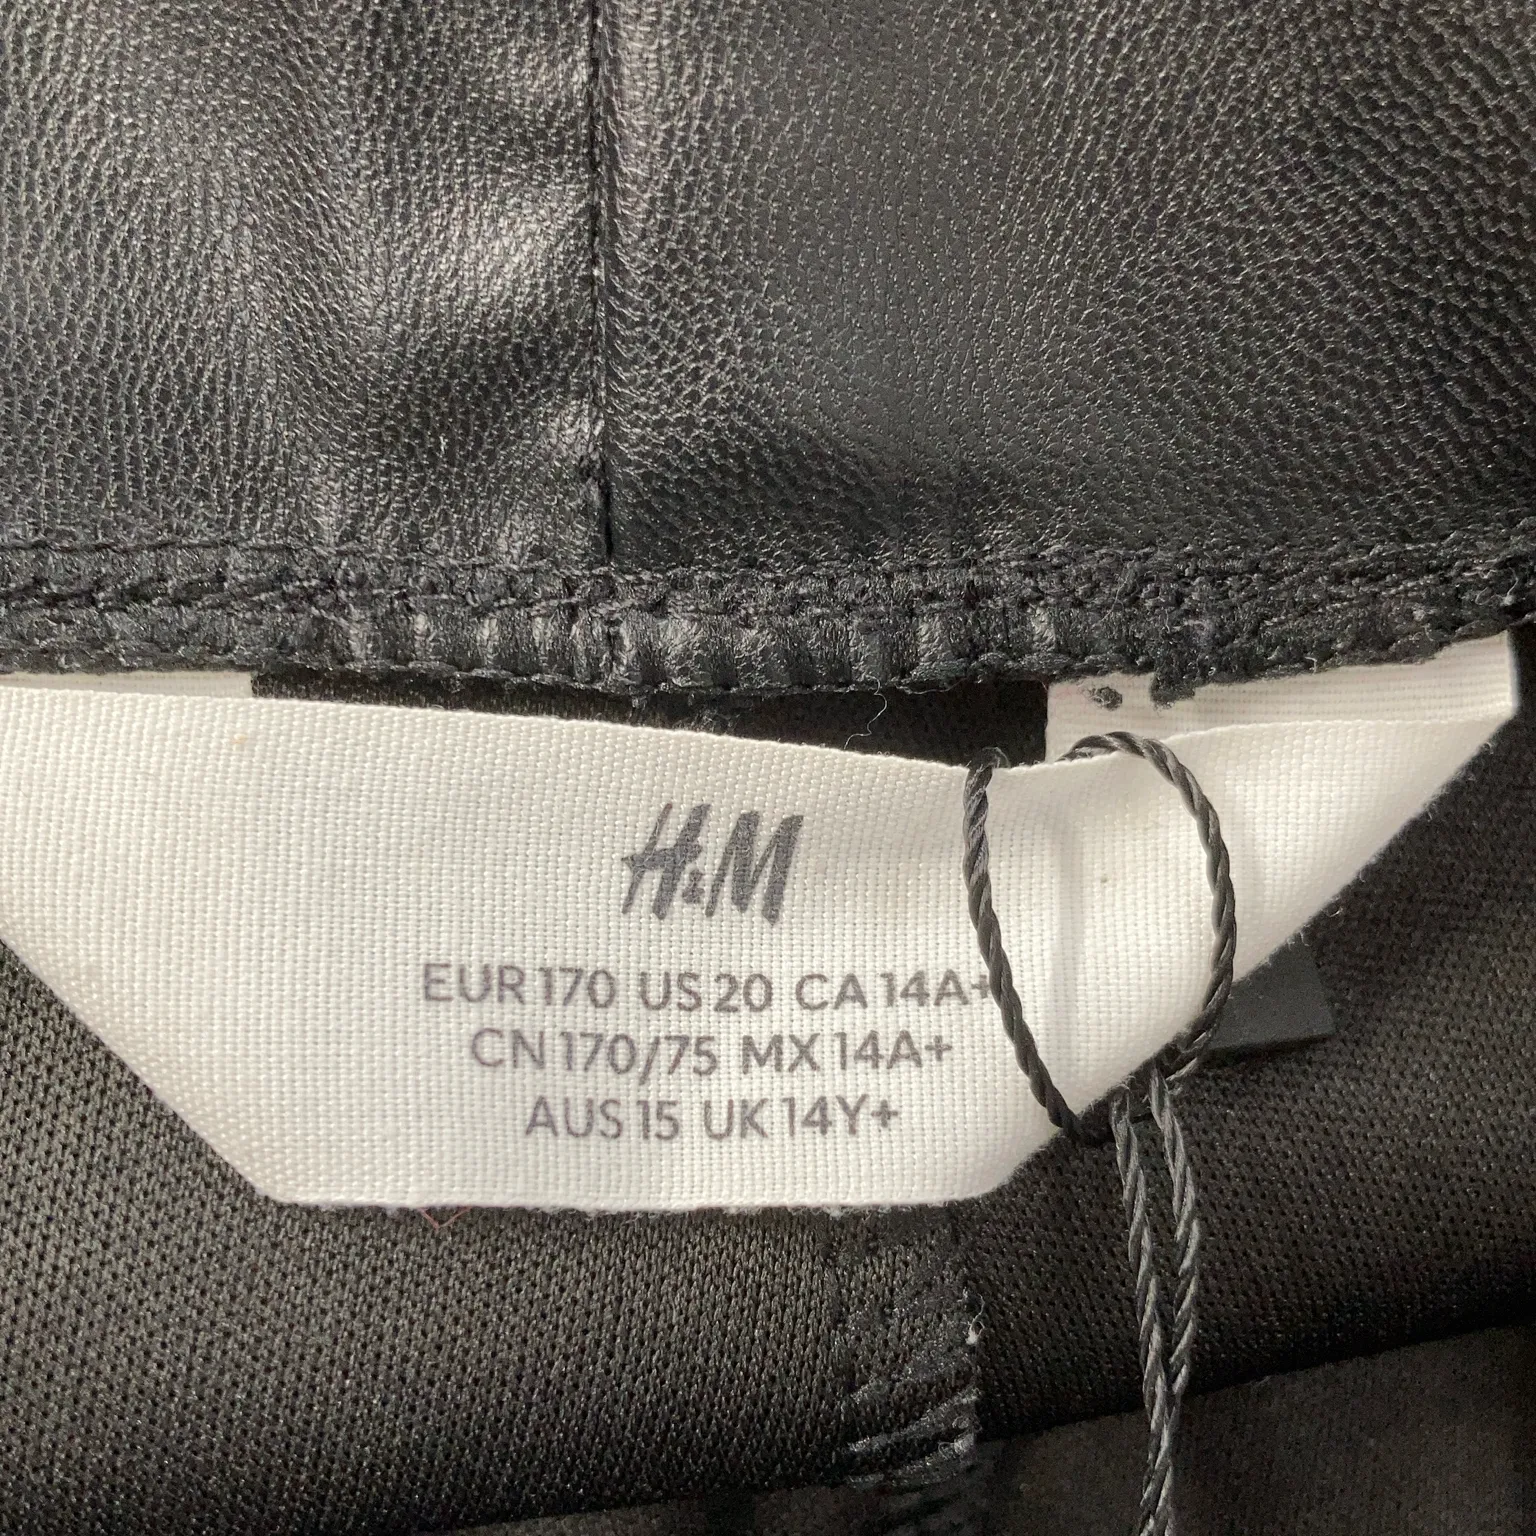 H&M
EUR 170 US 20 CA 14A+
CN 170/75 MX 14A+
AUS 15 UK 14Y+